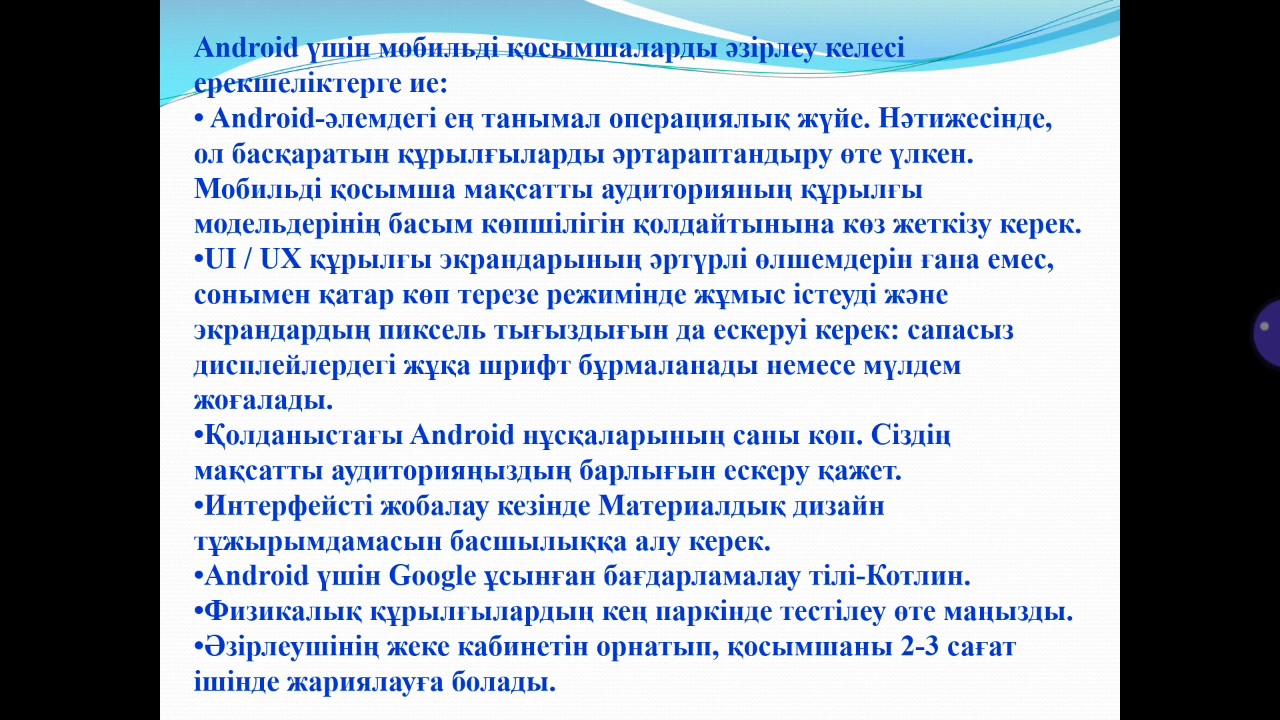 Android үшін мобильді қосымшаларды әзірлеу келесі
ерекшеліктерге ие:
• Android-әлемдегі ең танымал операциялық жүйе. Нәтижесінде,
ол басқаратын құрылғыларды әртараптандыру өте үлкен.
Мобильді қосымша мақсатты аудиторияның құрылғы
модельдерінің басым көпшілігін қолдайтынына көз жеткізу керек.
•UI / UX құрылғы экрандарының әртүрлі өлшемдерін ғана емес,
сонымен қатар көп терезе режимінде жұмыс істеуді және
экрандардың пиксель тығыздығын да ескеруі керек: сапасыз
дисплейлердегі жұқа шрифт бұрмаланады немесе мүлдем
жоғалады.
•Қолданыстағы Android нұсқаларының саны көп. Сіздің
мақсатты аудиторияңыздың барлығын ескеру қажет.
•Интерфейсті жобалау кезінде Материалдық дизайн
тұжырымдамасын басшылыққа алу керек.
•Android үшін Google ұсынған бағдарламалау тілі-Котлин.
•Физикалық құрылғылардың кең паркінде тестілеу өте маңызды.
•Әзірлеушінің жеке кабинетін орнатып, қосымшаны 2-3 сағат
ішінде жариялауға болады.